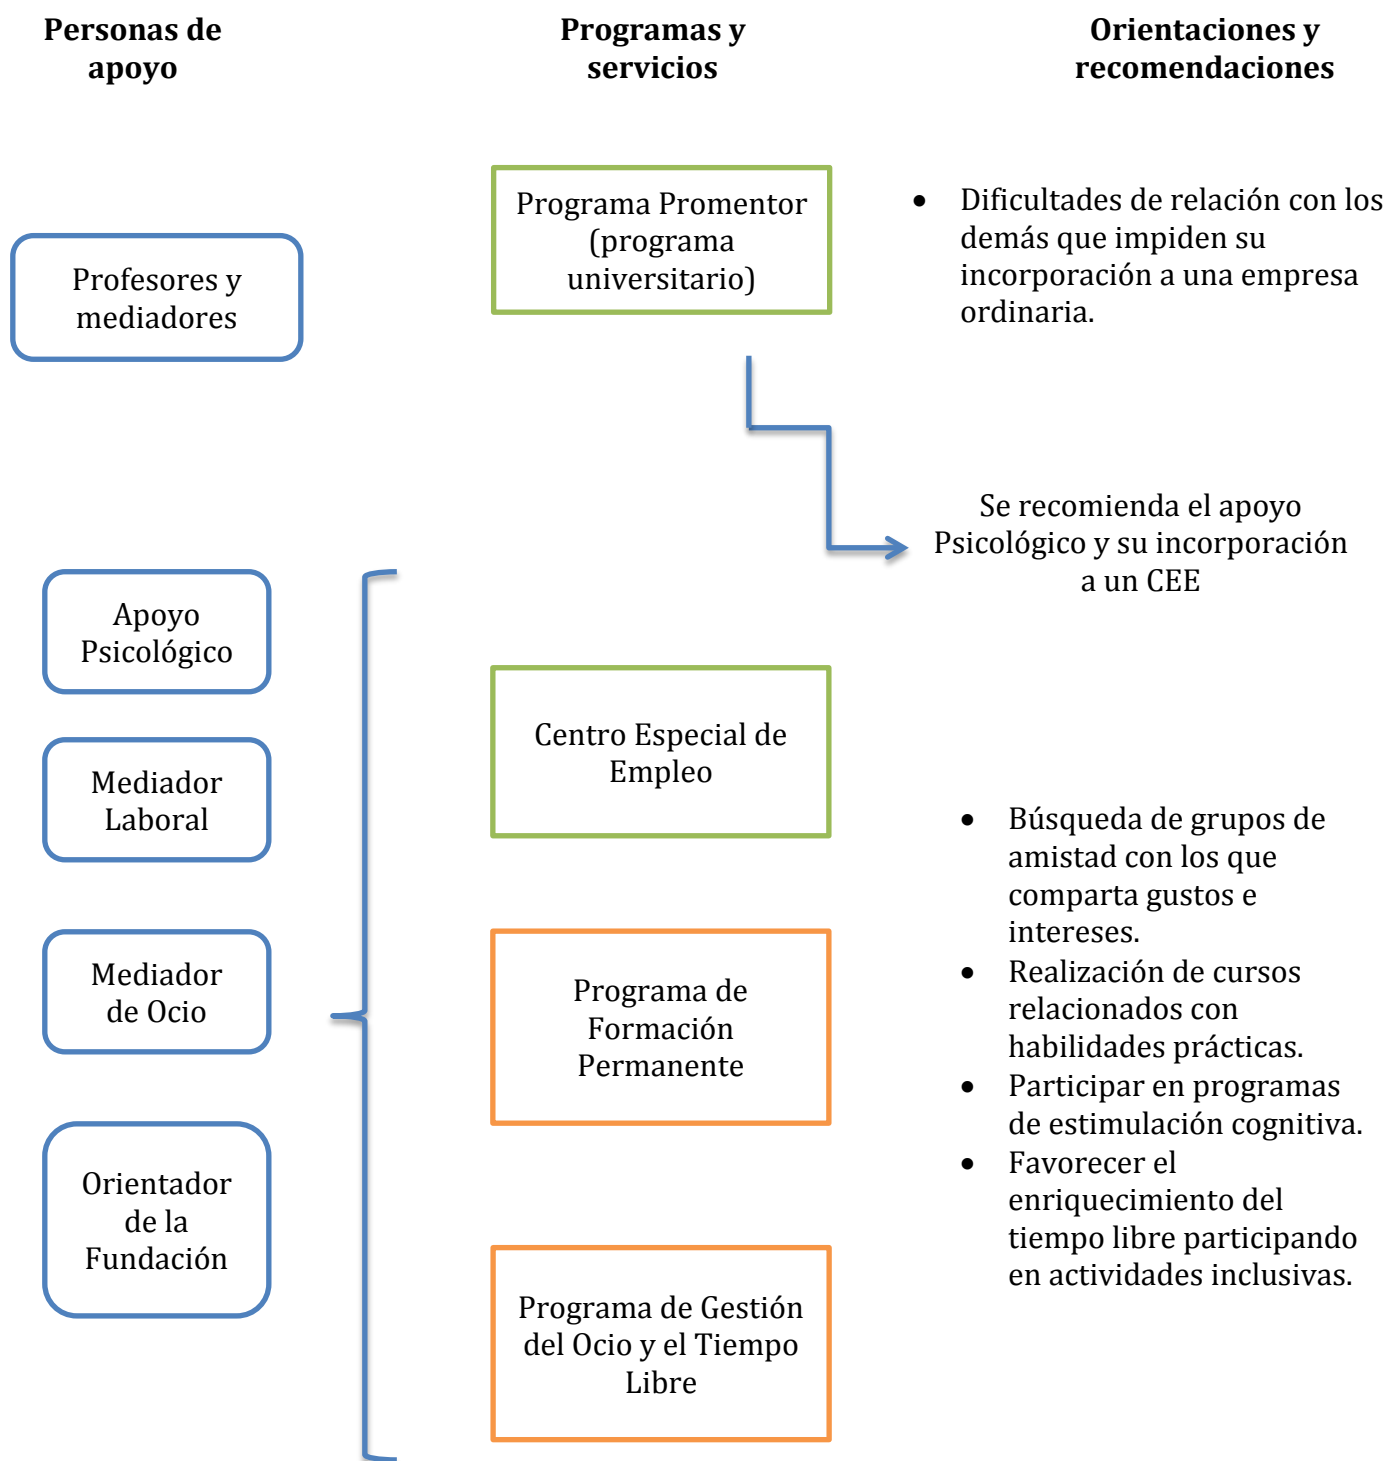 Personas de
apoyo
Programas y
servicios
Orientaciones y
recomendaciones
Profesores y
mediadores
Programa Promentor
(programa
universitario)
• Dificultades de relación con los
demás que impiden su
incorporación a una empresa
ordinaria.
Se recomienda el apoyo
Psicológico y su incorporación
a un CEE
Apoyo
Psicológico
Mediador
Laboral
Mediador
de Ocio
Orientador
de la
Fundación
Centro Especial de
Empleo
Programa de
Formación
Permanente
Programa de Gestión
del Ocio y el Tiempo
Libre
• Búsqueda de grupos de
amistad con los que
comparta gustos e
intereses.
• Realización de cursos
relacionados con
habilidades prácticas.
• Participar en programas
de estimulación cognitiva.
• Favorecer el
enriquecimiento del
tiempo libre participando
en actividades inclusivas.